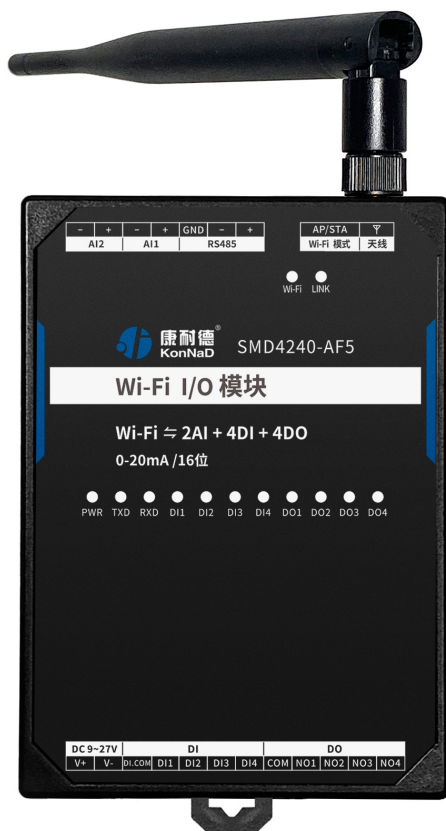 - + - + GND - +
AI2 AI1 RS485
AP/STA
Wi-Fi 模式 天线
Wi-Fi LINK
康耐德®
KonNaD
SMD4240-AF5
Wi-Fi I/O 模块
Wi-Fi ⇋ 2AI + 4DI + 4DO
0-20mA /16位
PWR TXD RXD DI1 DI2 DI3 DI4 DO1 DO2 DO3 DO4
DC 9~27V DI DO
V+ V- DI.COM DI1 DI2 DI3 DI4 COM NO1 NO2 NO3 NO4